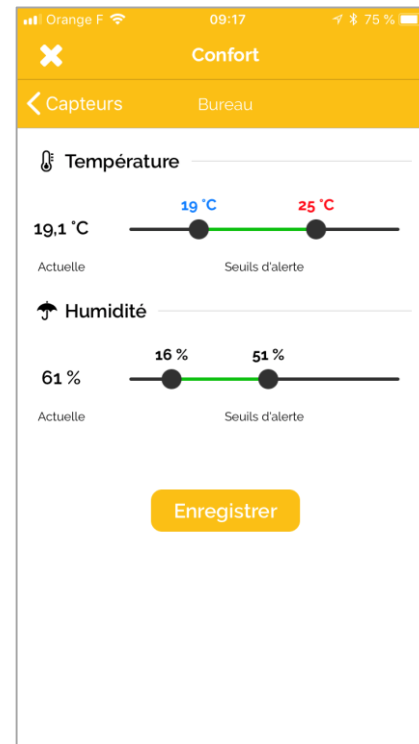 Orange F 09:17 75 %
Confort
Capteurs Bureau
Température
19 °C 25 °C
19,1 °C
Actuelle Seuils d'alerte
Humidité
16 % 51 %
61 %
Actuelle Seuils d'alerte
Enregistrer